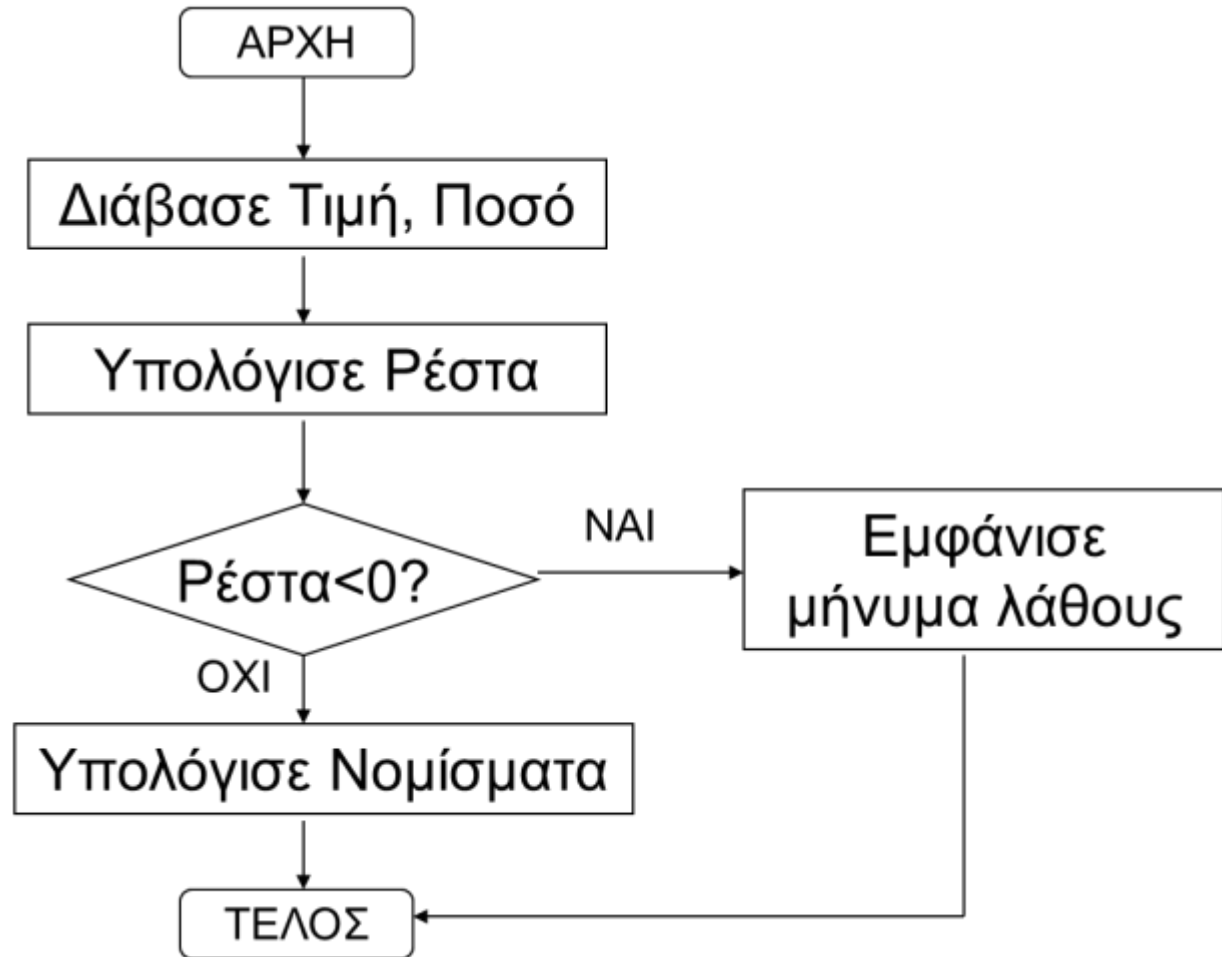 ΑΡΧΗ
Διάβασε Τιμή, Ποσό
Υπολόγισε Ρέστα
Ρέστα<0?
ΝΑΙ
Εμφάνισε
μήνυμα λάθους
ΟΧΙ
Υπολόγισε Νομίσματα
ΤΕΛΟΣ